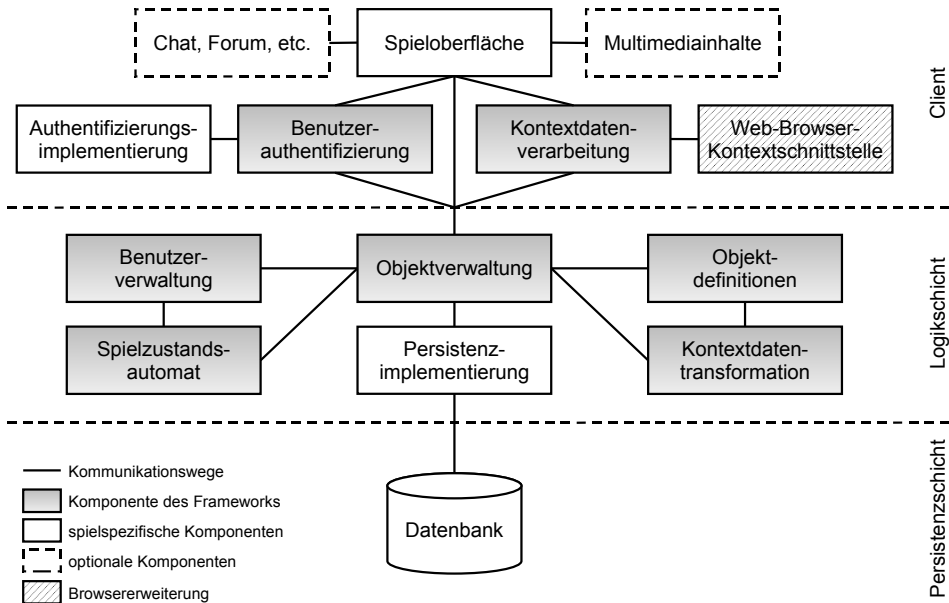 Chat, Forum, etc.
Spieloberfläche
Multimediainhalte
Authentifizierungs-
implementierung
Benutzer-
authentifizierung
Kontextdaten-
verarbeitung
Web-Browser-
Kontextschnittstelle
Client
Benutzer-
verwaltung
Objektverwaltung
Objekt-
definitionen
Spielzustands-
automat
Persistenz-
implementierung
Kontextdaten-
transformation
Logikschicht
Kommunikationswege
Komponente des Frameworks
spielspezifische Komponenten
optionale Komponenten
Browsererweiterung
Datenbank
Persistenzschicht